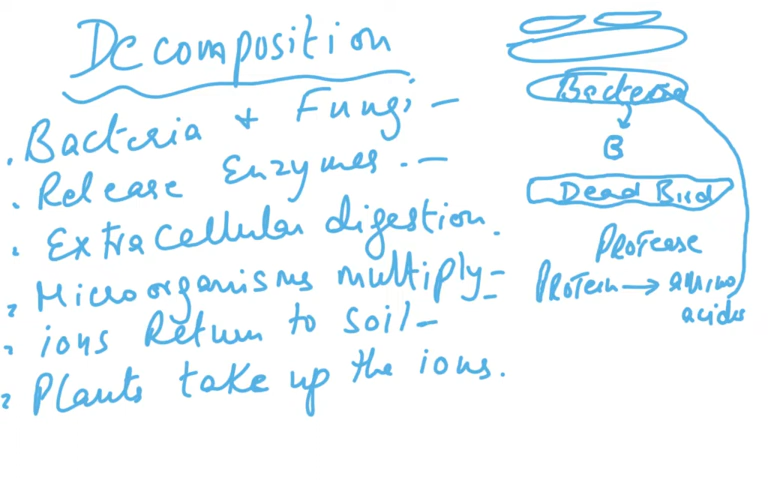 Decomposition
. Bacteria + Fungi -
. Release Enzymes . -
. Extracellular digestion.
. Microorganisms multiply -
. ions Return to soil -
. Plants take up the ions.
Bacteria
B
Dead Bird
Protease
Protein → amino
acids